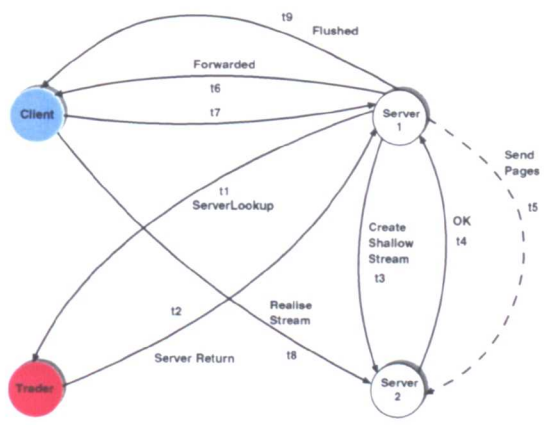 t9
Flushed
Forwarded
t6
Client
t7
Server
1
Send
Pages
t1
ServerLookup
t5
OK
t4
Create
Shallow
Stream
t3
t2
Realise
Stream
Server Return
t8
Trader
Server
2